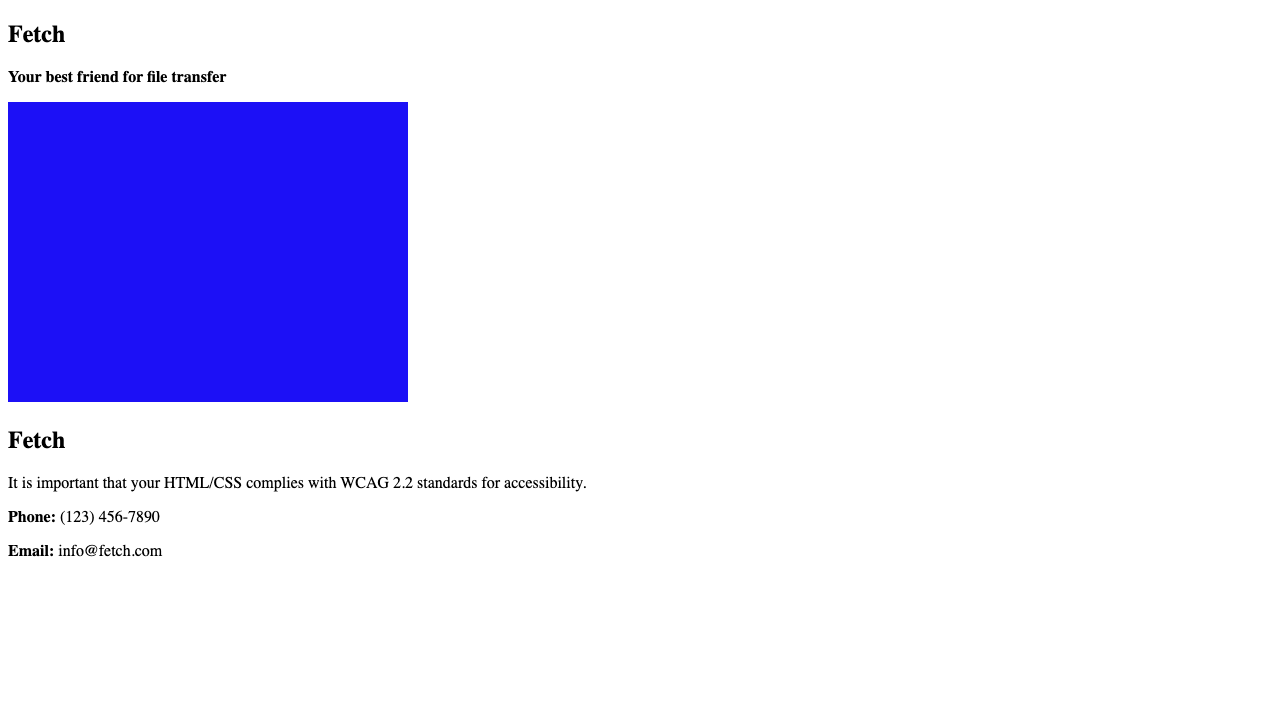 Fetch
Your best friend for file transfer
Fetch
It is important that your HTML/CSS complies with WCAG 2.2 standards for accessibility.
Phone: (123) 456-7890
Email: info@fetch.com